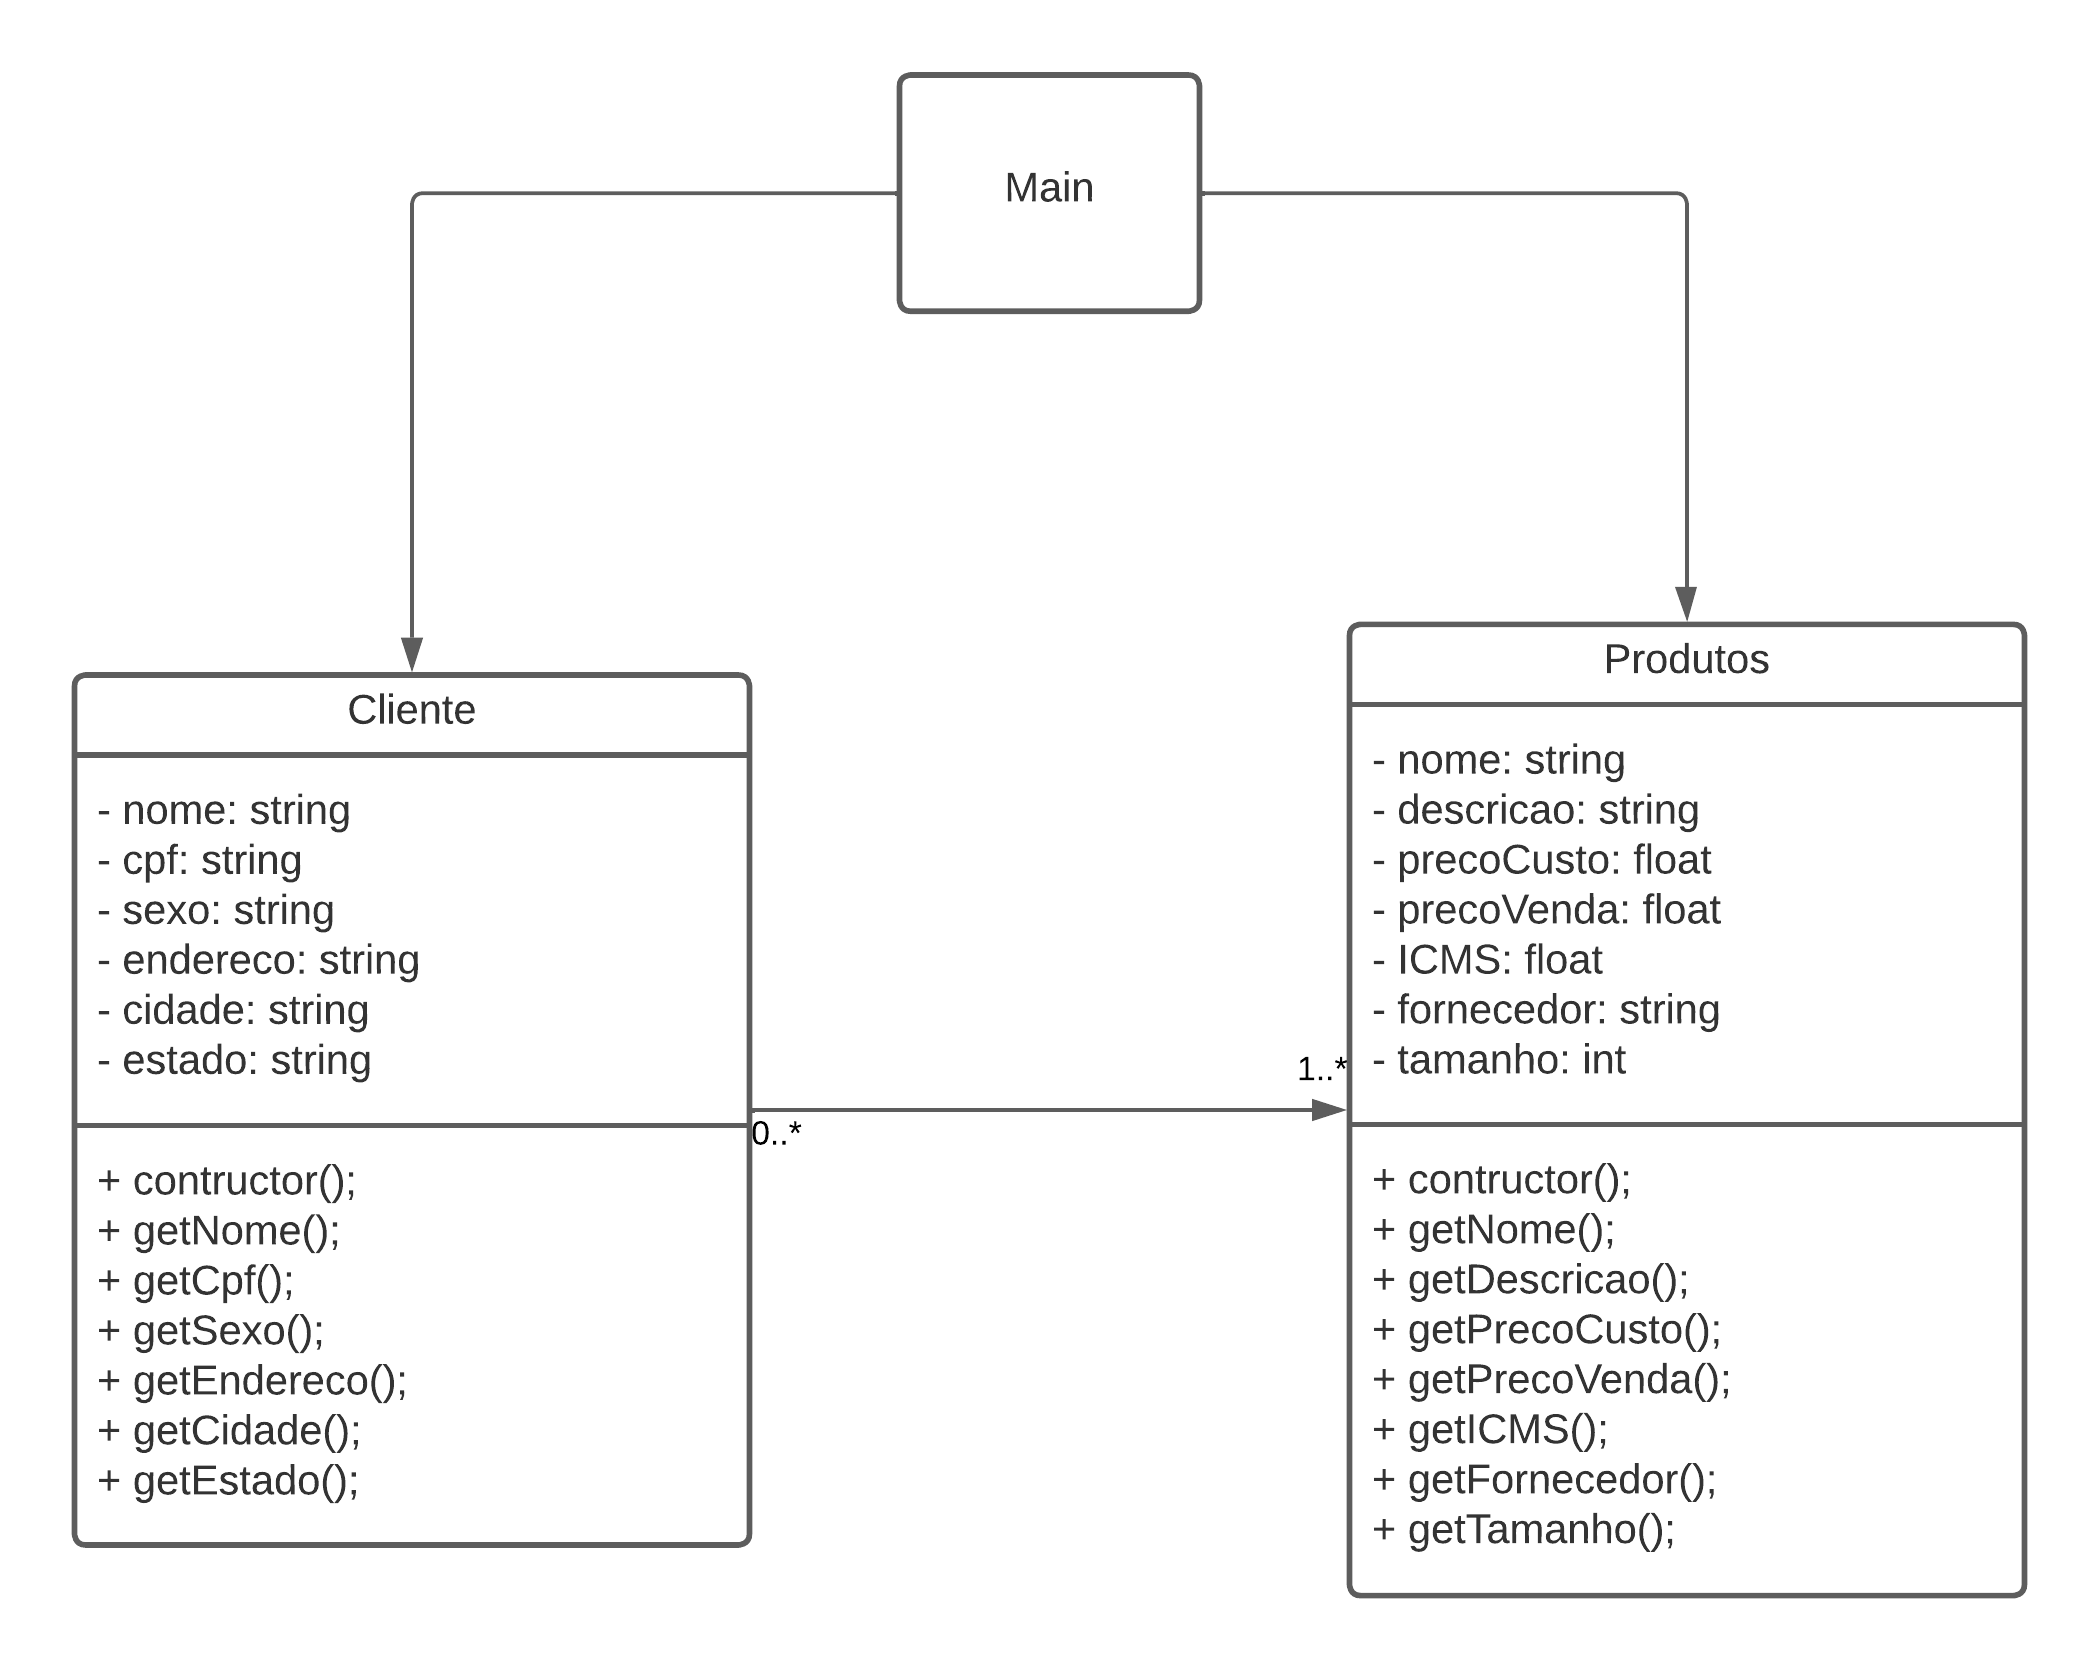 Main
Cliente
- nome: string
- cpf: string
- sexo: string
- endereco: string
- cidade: string
- estado: string
+ contructor();
+ getNome();
+ getCpf();
+ getSexo();
+ getEndereco();
+ getCidade();
+ getEstado();
0..*
1..*
Produtos
- nome: string
- descricao: string
- precoCusto: float
- precoVenda: float
- ICMS: float
- fornecedor: string
- tamanho: int
+ contructor();
+ getNome();
+ getDescricao();
+ getPrecoCusto();
+ getPrecoVenda();
+ getICMS();
+ getFornecedor();
+ getTamanho();